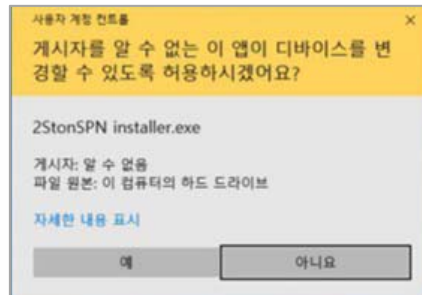 사용자 계정 컨트롤
게시자를 알 수 없는 이 앱이 디바이스를 변
경할 수 있도록 허용하시겠어요?
2StonSPN installer.exe
게시자: 알 수 없음
파일 원본: 이 컴퓨터의 하드 드라이브
자세한 내용 표시
예
아니요